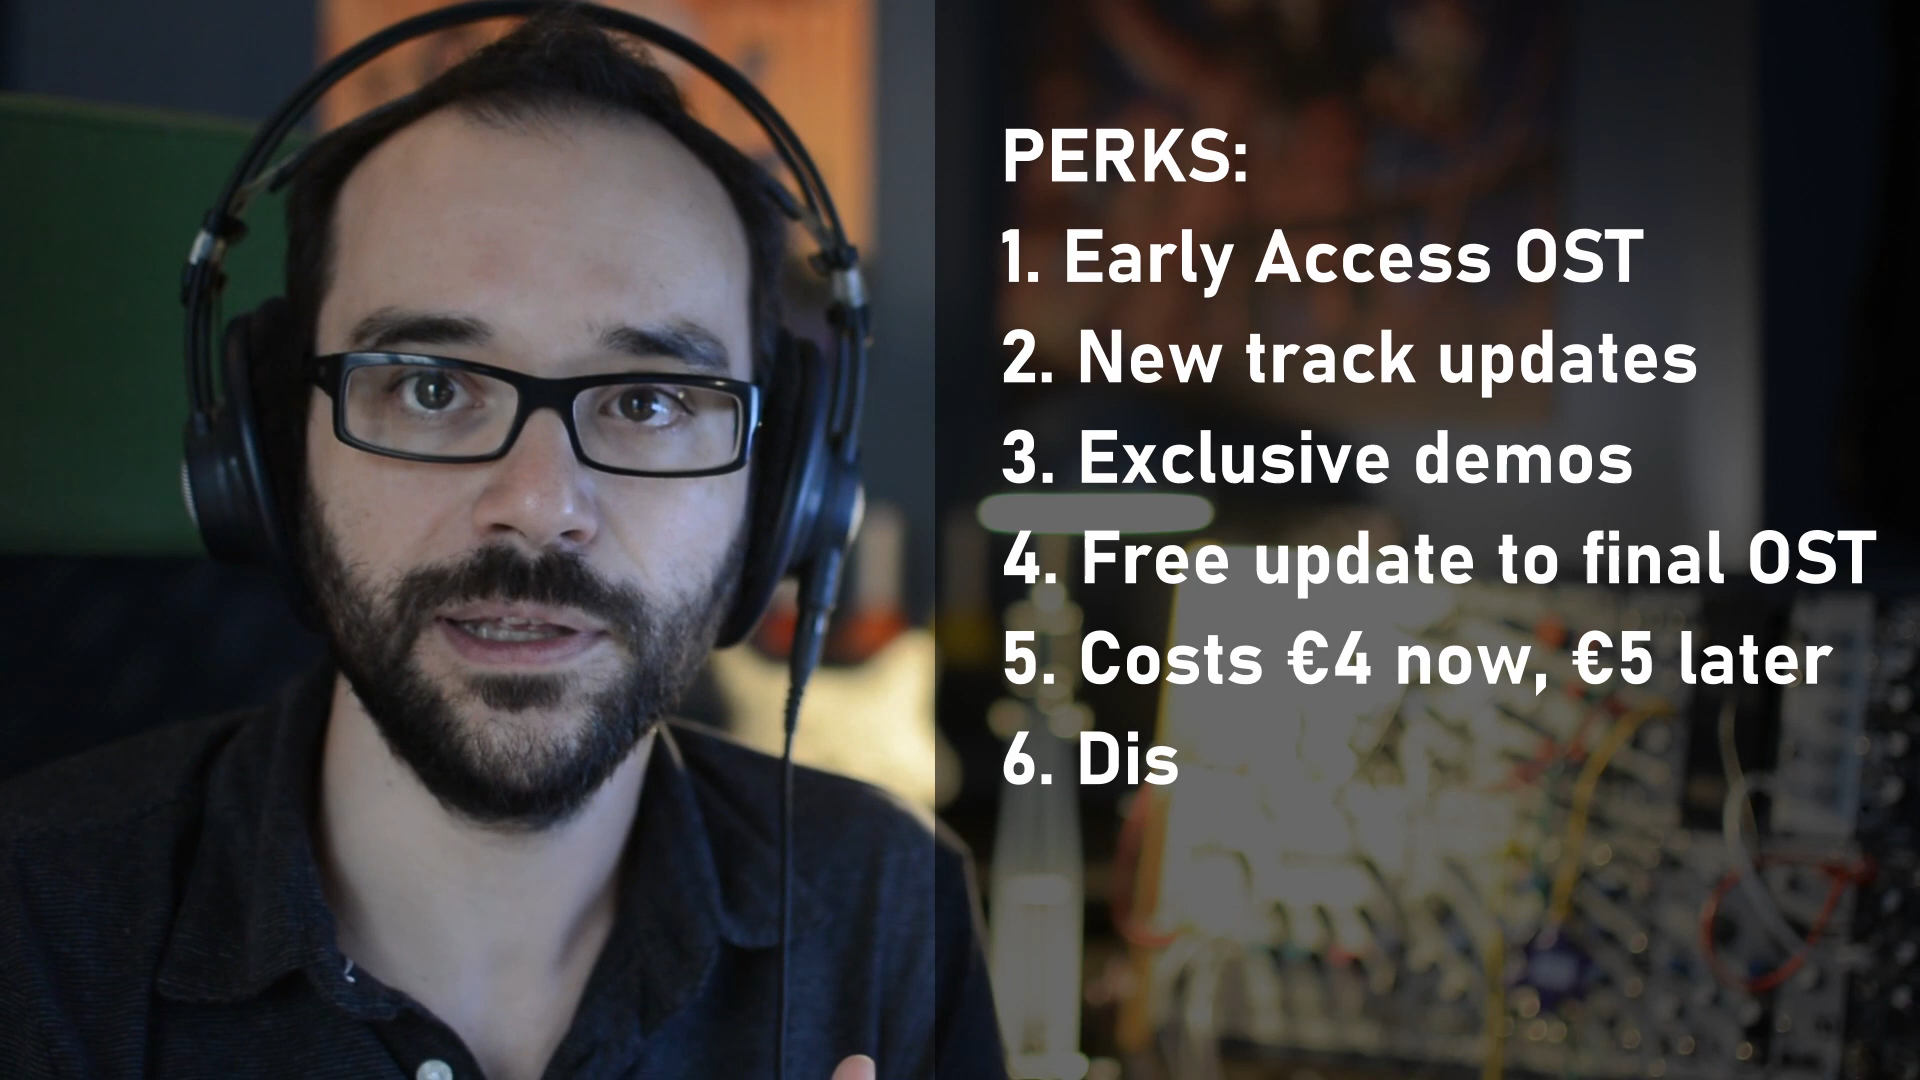 PERKS:
1. Early Access OST
2. New track updates
3. Exclusive demos
4. Free update to final OST
5. Costs €4 now, €5 later
6. Dis